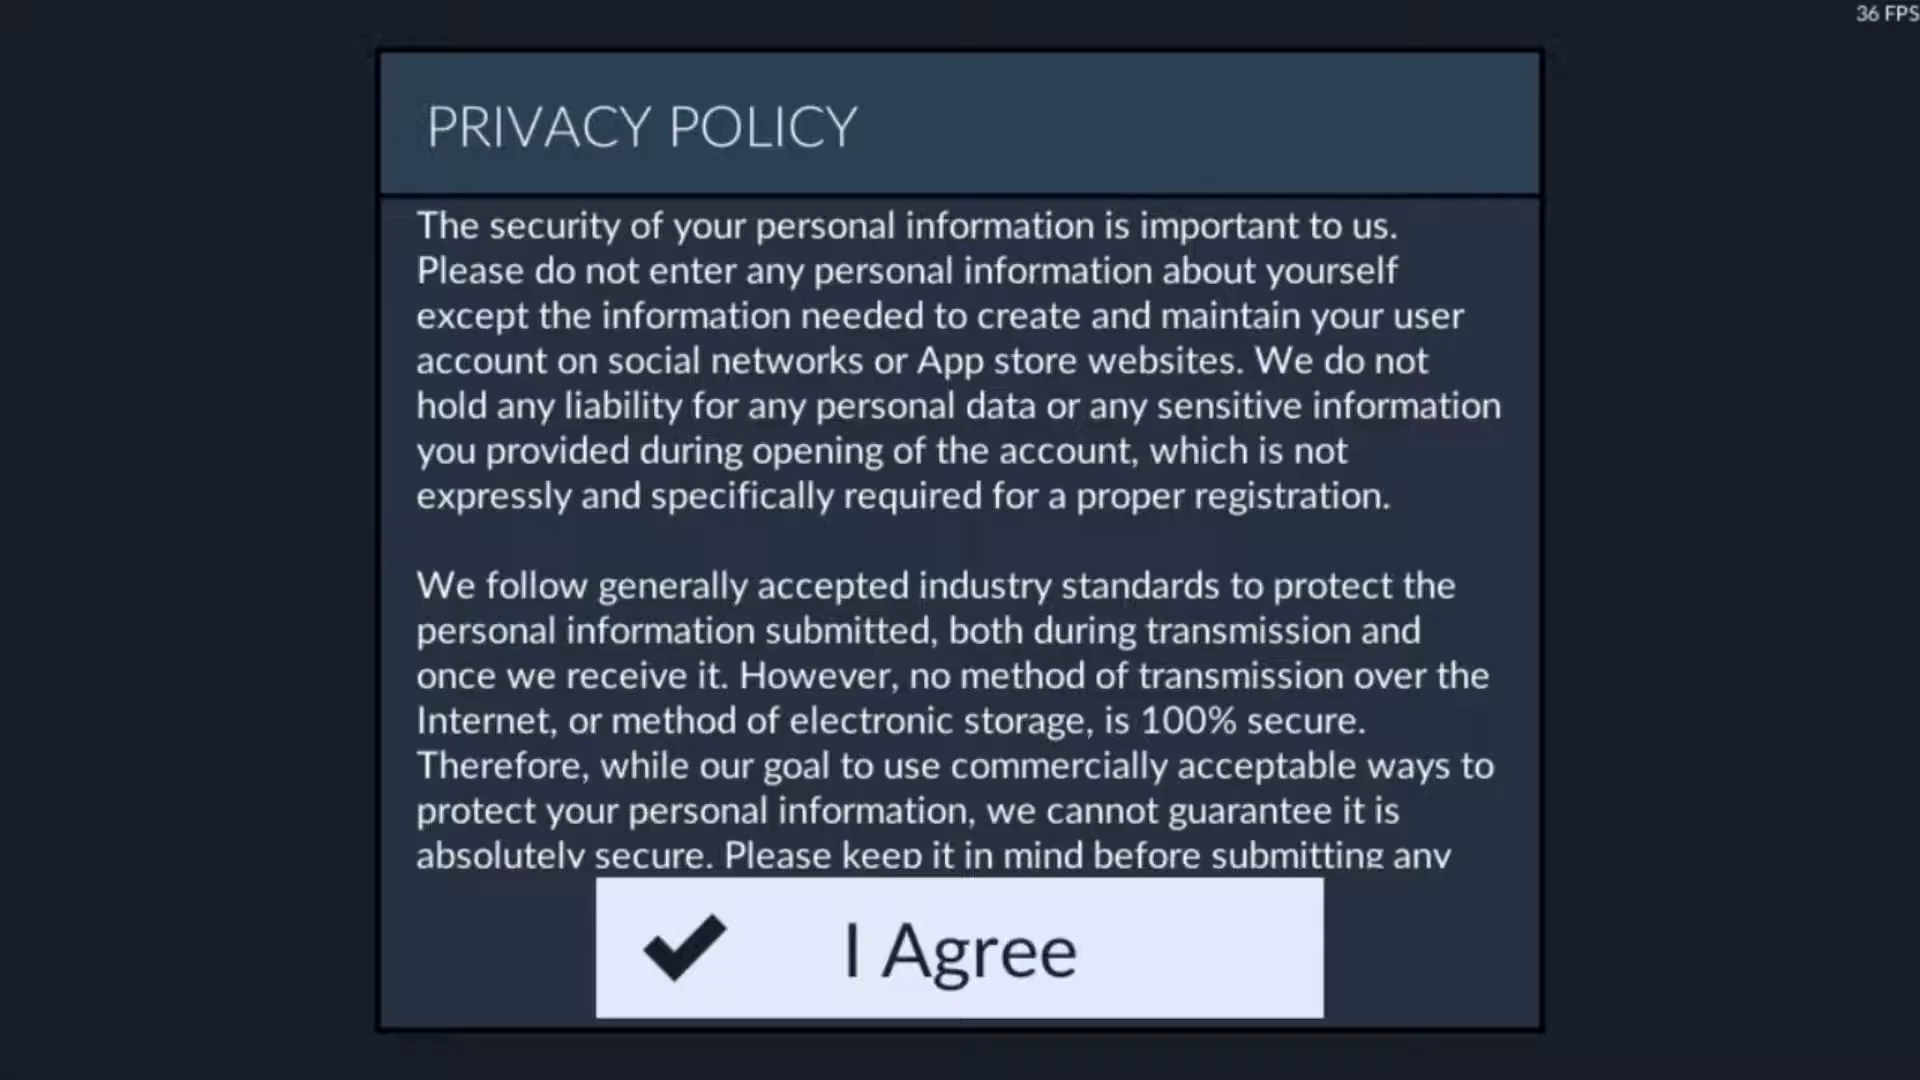 36 FPS
PRIVACY POLICY
The security of your personal information is important to us.
Please do not enter any personal information about yourself
except the information needed to create and maintain your user
account on social networks or App store websites. We do not
hold any liability for any personal data or any sensitive information
you provided during opening of the account, which is not
expressly and specifically required for a proper registration.
We follow generally accepted industry standards to protect the
personal information submitted, both during transmission and
once we receive it. However, no method of transmission over the
Internet, or method of electronic storage, is 100% secure.
Therefore, while our goal to use commercially acceptable ways to
protect your personal information, we cannot guarantee it is
absolutely secure. Please keep it in mind before submitting any
I Agree